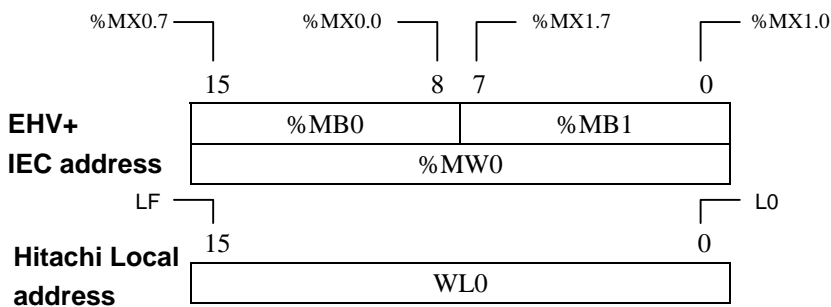 %MX0.7 %MX0.0 %MX1.7 %MX1.0
15 8 7 0
EHV+ %MB0 %MB1
IEC address %MW0
LF L0
15 0
Hitachi Local
address WL0